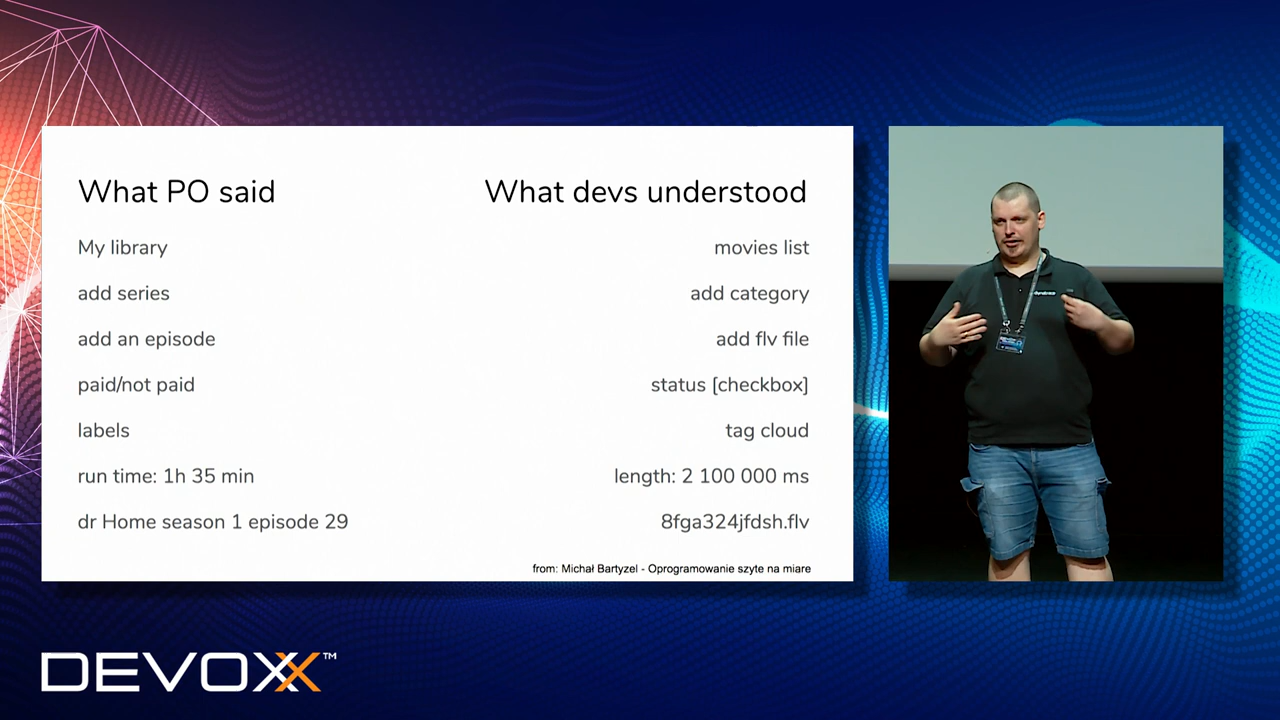 What PO said
What devs understood
My library
movies list
add series
add category
add an episode
add flv file
paid/not paid
status [checkbox]
labels
tag cloud
run time: 1h 35 min
length: 2 100 000 ms
dr Home season 1 episode 29
8fga324jfdsh.flv
from: Michał Bartyzel - Oprogramowanie szyte na miare
DEVOXX™